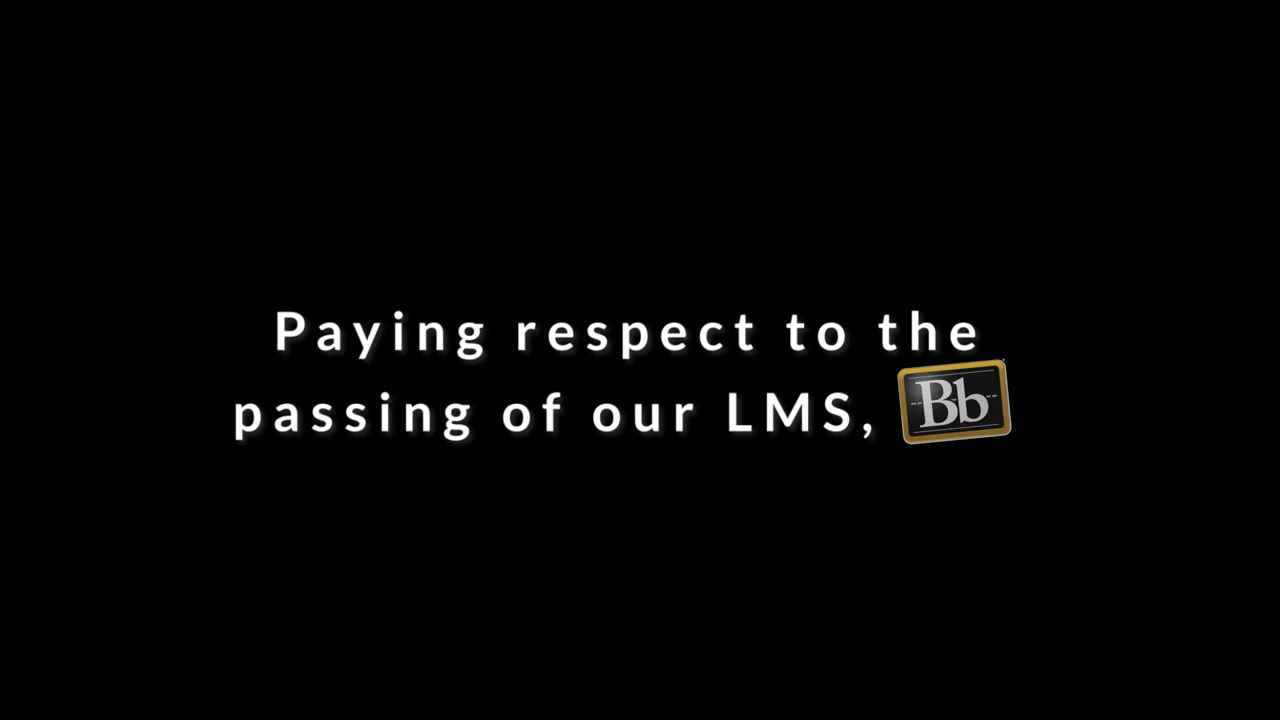 Paying respect to the
passing of our LMS, Bb